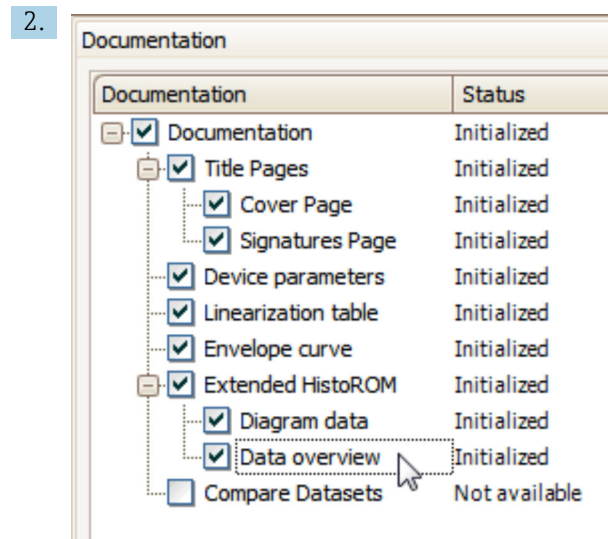 2.
Documentation
Documentation Status
Documentation Initialized
Title Pages Initialized
Cover Page Initialized
Signatures Page Initialized
Device parameters Initialized
Linearization table Initialized
Envelope curve Initialized
Extended HistoROM Initialized
Diagram data Initialized
Data overview Initialized
Compare Datasets Not available